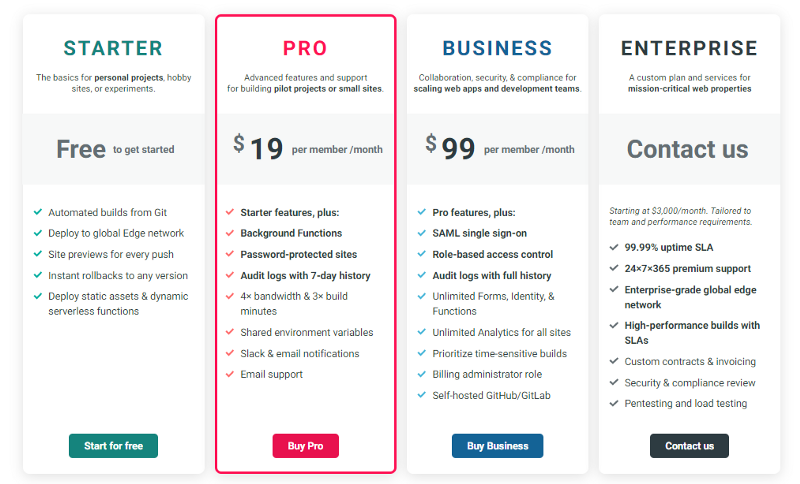 STARTER
The basics for personal projects, hobby
sites, or experiments.
Free to get started
Automated builds from Git
Deploy to global Edge network
Site previews for every push
Instant rollbacks to any version
Deploy static assets & dynamic
serverless functions
Start for free
PRO
Advanced features and support
for building pilot projects or small sites.
$19 per member /month
Starter features, plus:
Background Functions
Password-protected sites
Audit logs with 7-day history
4× bandwidth & 3× build
minutes
Shared environment variables
Slack & email notifications
Email support
Buy Pro
BUSINESS
Collaboration, security, & compliance for
scaling web apps and development teams.
$99 per member /month
Pro features, plus:
SAML single sign-on
Role-based access control
Audit logs with full history
Unlimited Forms, Identity, &
Functions
Unlimited Analytics for all sites
Prioritize time-sensitive builds
Billing administrator role
Self-hosted GitHub/GitLab
Buy Business
ENTERPRISE
A custom plan and services for
mission-critical web properties
Contact us
Starting at $3,000/month. Tailored to
team and performance requirements.
99.99% uptime SLA
24×7×365 premium support
Enterprise-grade global edge
network
High-performance builds with
SLAs
Custom contracts & invoicing
Security & compliance review
Pentesting and load testing
Contact us